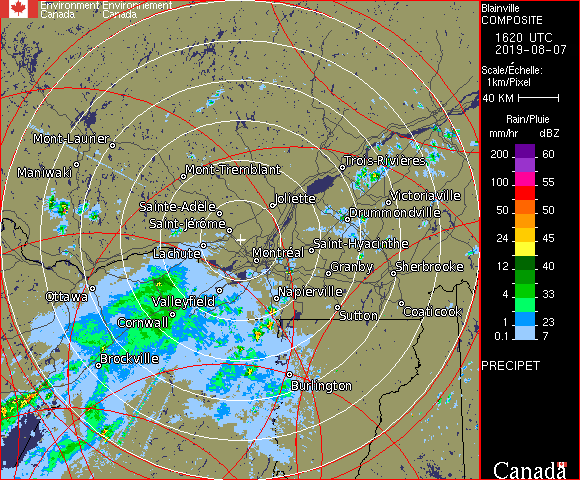 Environment Environnement
Canada Canada
Blainville
COMPOSITE
1620 UTC
2019-08-07
Scale/Échelle:
1km/Pixel
40 KM
Rain/Pluie
mm/hr dBZ
200 60
100 55
50 50
24 45
12 40
4 33
1 23
0.1 7
PRECIPET
Canada
Mont-Laurier
Maniwaki
Mont-Tremblant
Trois-Rivières
Joliette
Victoriaville
Sainte-Adèle
Drummondville
Saint-Jérôme
Lachute
Montréal
Saint-Hyacinthe
Granby
Sherbrooke
Ottawa
Valleyfield
Napierville
Cornwall
Sutton
Coaticook
Brockville
Burlington